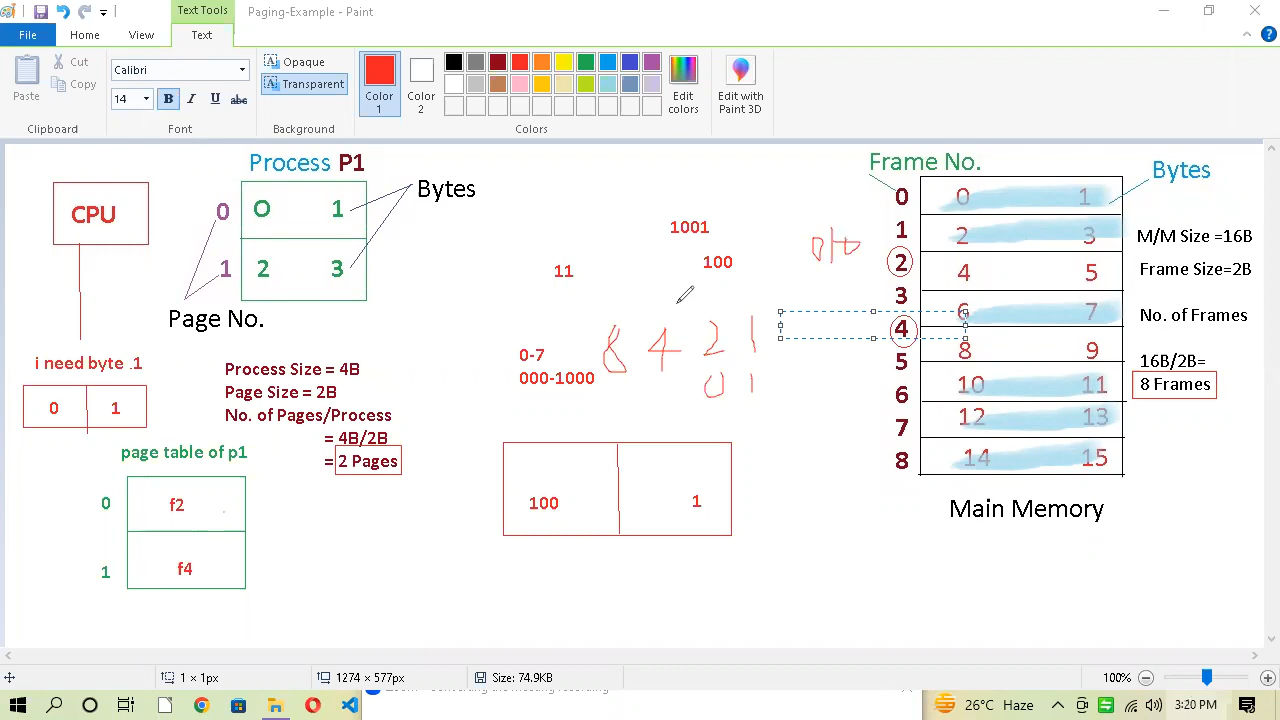 Text Tools
Paging-Example - Paint
File Home View Text
Paste
Cut
Copy
Calibri
14
B I U abc
Opaque
Transparent
Color 1
Color 2
Edit colors
Edit with Paint 3D
Clipboard
Font
Background
Colors
Process P1
CPU
0 0 1
1 2 3
Bytes
Page No.
i need byte .1
0 1
page table of p1
0 f2
1 f4
Process Size = 4B
Page Size = 2B
No. of Pages/Process
= 4B/2B
= 2 Pages
1001
100
11
0-7
000-1000
8 4 2 1
0 1
100 1
Frame No.
Bytes
0 0 1
1 2 3
2 4 5
3 6 7
4 8 9
5 10 11
6 12 13
7 14 15
8
M/M Size =16B
Frame Size=2B
No. of Frames
16B/2B=
8 Frames
Main Memory
1 × 1px
1274 × 577px
Size: 74.9KB
100%
26°C Haze
3:20 PM